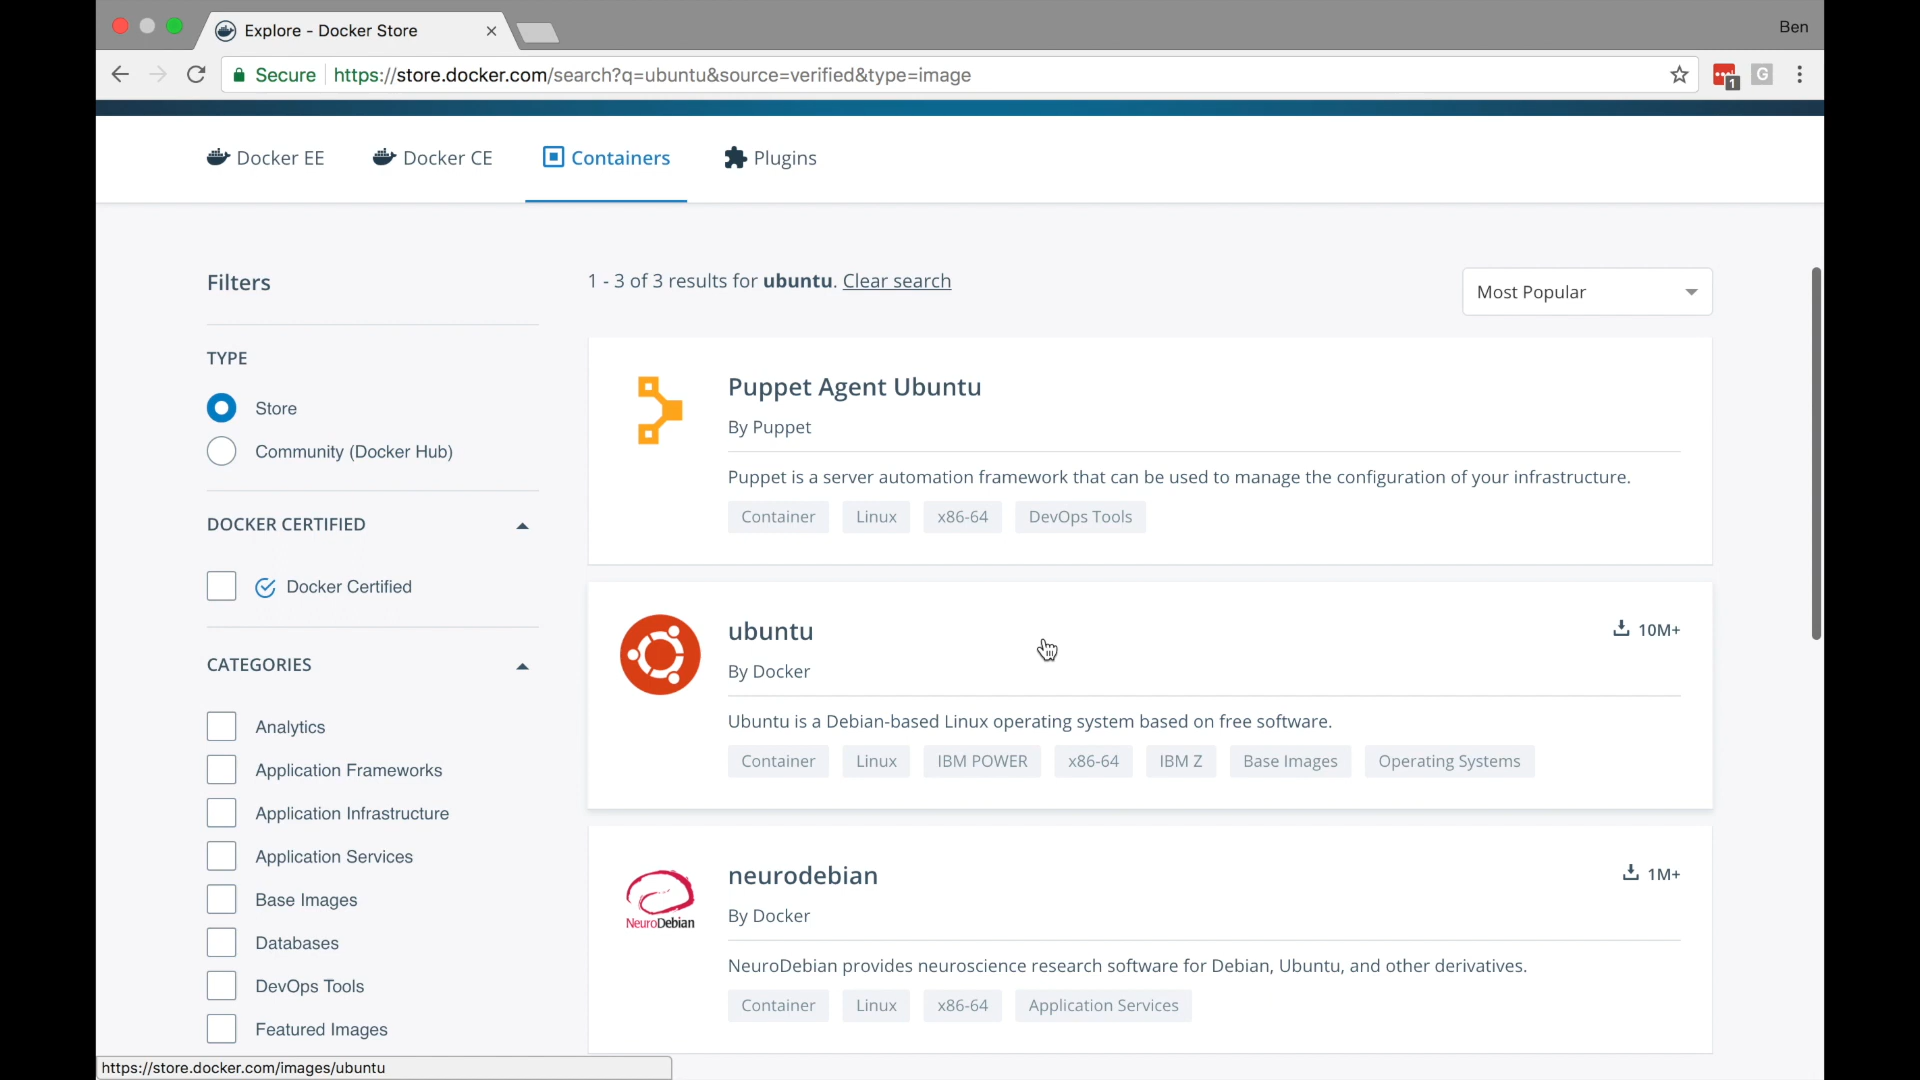 Explore - Docker Store
Ben
Secure https://store.docker.com/search?q=ubuntu&source=verified&type=image
1
G
Docker EE
Docker CE
Containers
Plugins
Filters
1 - 3 of 3 results for ubuntu. Clear search
Most Popular
TYPE
Store
Community (Docker Hub)
DOCKER CERTIFIED
Docker Certified
CATEGORIES
Analytics
Application Frameworks
Application Infrastructure
Application Services
Base Images
Databases
DevOps Tools
Featured Images
Puppet Agent Ubuntu
By Puppet
Puppet is a server automation framework that can be used to manage the configuration of your infrastructure.
Container Linux x86-64 DevOps Tools
ubuntu
10M+
By Docker
Ubuntu is a Debian-based Linux operating system based on free software.
Container Linux IBM POWER x86-64 IBM Z Base Images Operating Systems
NeuroDebian
neurodebian
1M+
By Docker
NeuroDebian provides neuroscience research software for Debian, Ubuntu, and other derivatives.
Container Linux x86-64 Application Services
https://store.docker.com/images/ubuntu